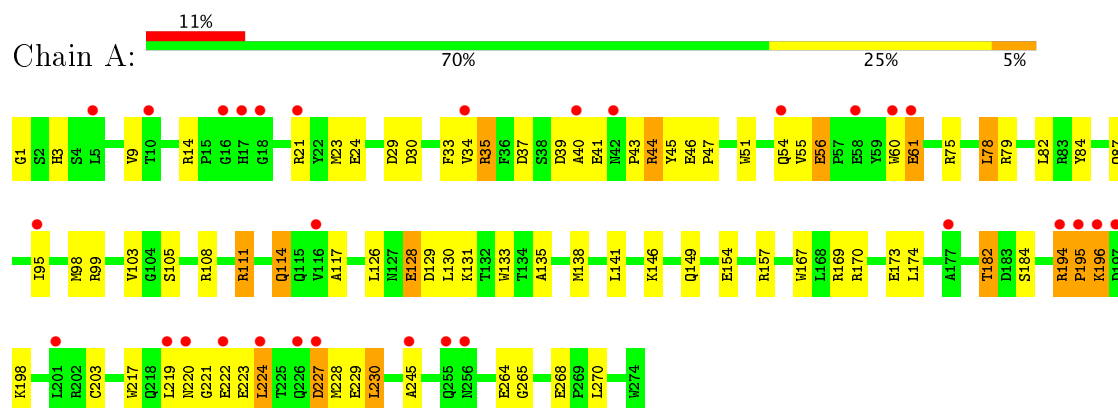 11%
Chain A:
70% 25% 5%
G1 S2 H3 S4 L5 V9 T10 R14 P15 G16 H17 G18 R21 Y22 M23 E24 D29 D30 F33 V34 R35 F36 D37 S38 D39 A40 E41 N42 P43 R44 Y45 E46 P47 W51 Q54 V55 E56 P57 E58 Y59 W60 E61 R75 L78 R79 L82 R83 Y84
I95 M98 R99 V103 G104 S105 R108 R111 Q114 Q115 V116 A117 L126 N127 E128 D129 L130 K131 T132 W133 T134 A135 M138 L141 K146 Q149 E154 R157 W167 L168 R169 R170 E173 L174 A177 T182 D183 S184 R194 P195 K196 D197
K198 L201 R202 C203 W217 Q218 L219 N220 G221 E222 E223 L224 T225 Q226 D227 M228 E229 L230 A245 Q255 N256 E264 G265 E268 P269 L270 W274